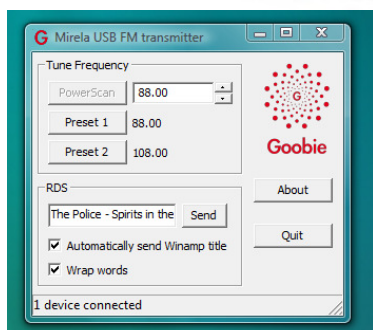 G Mirela USB FM transmitter
Tune Frequency
PowerScan 88.00
Preset 1 88.00
Preset 2 108.00
G
Goobie
RDS
The Police - Spirits in the Send
Automatically send Winamp title
Wrap words
About
Quit
1 device connected